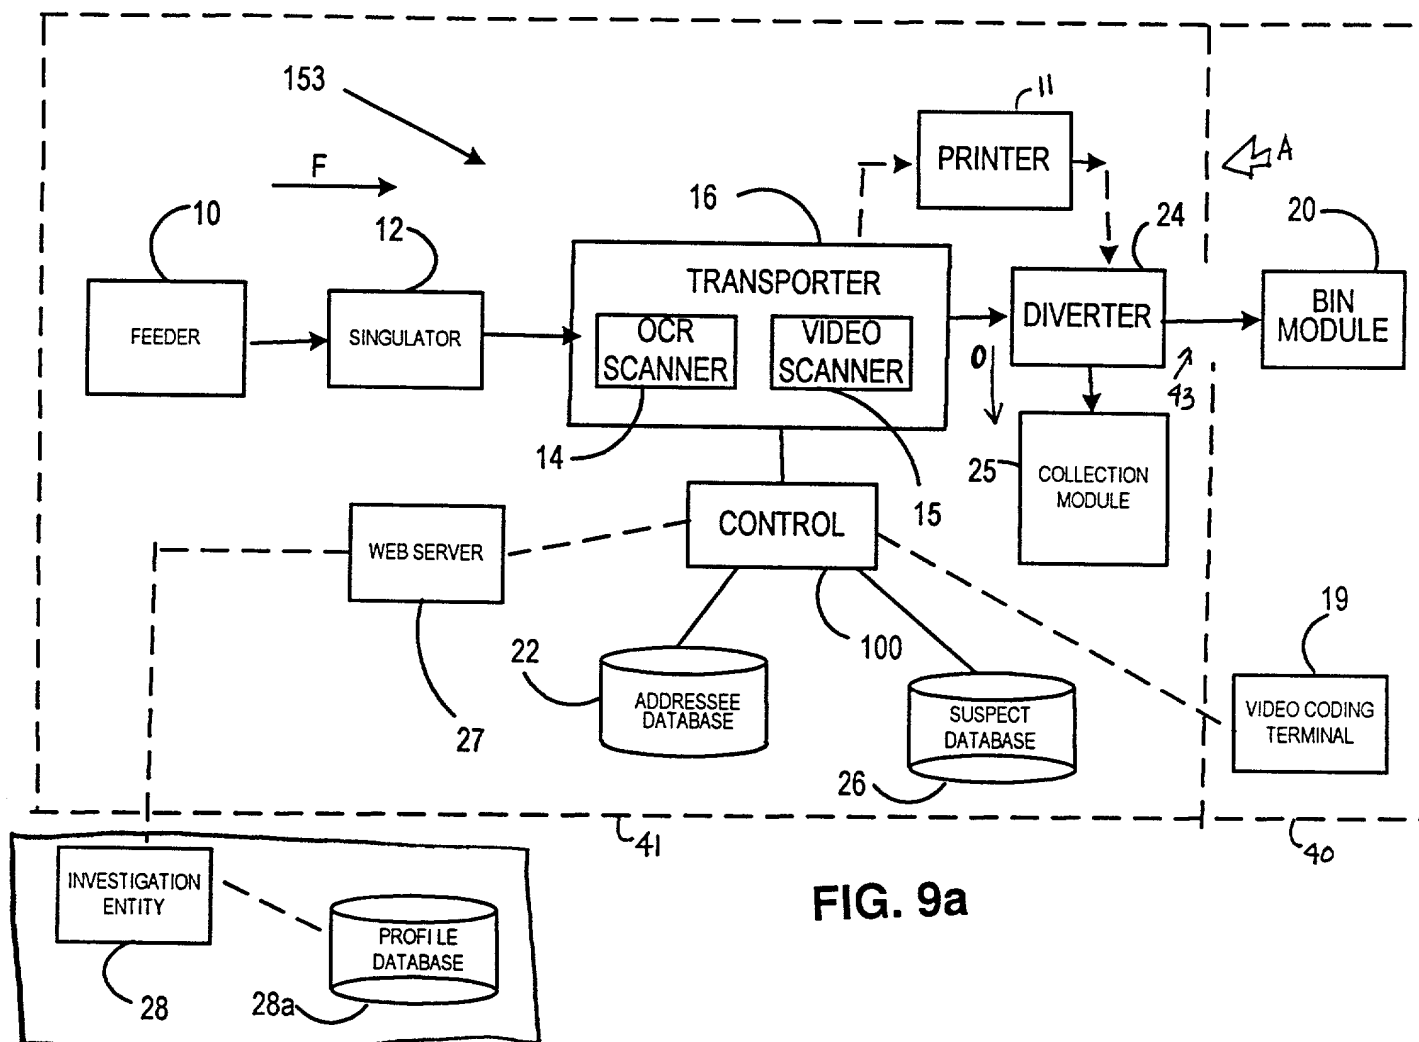 153
F
11
PRINTER
A
10
12
16
24
20
FEEDER
SINGULATOR
TRANSPORTER
OCR
SCANNER
VIDEO
SCANNER
DIVERTER
BIN
MODULE
O
43
14
15
25
COLLECTION
MODULE
WEB SERVER
CONTROL
27
22
100
19
ADDRESSEE
DATABASE
SUSPECT
DATABASE
26
VIDEO CODING
TERMINAL
41
40
INVESTIGATION
ENTITY
PROFILE
DATABASE
28
28a
FIG. 9a